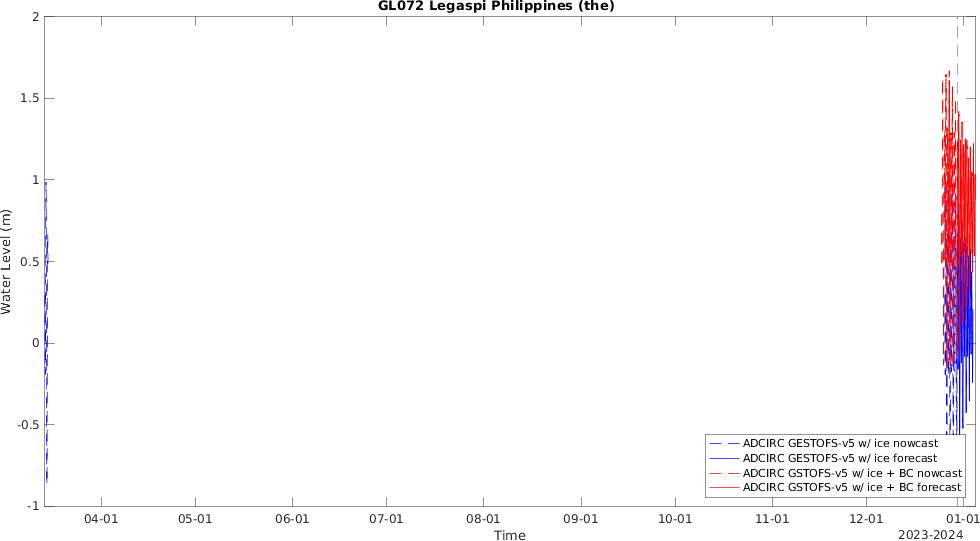 GL072 Legaspi Philippines (the)
2
1.5
1
0.5
0
-0.5
-1
Water Level (m)
ADCIRC GESTOFS-v5 w/ ice nowcast
ADCIRC GESTOFS-v5 w/ ice forecast
ADCIRC GSTOFS-v5 w/ ice + BC nowcast
ADCIRC GSTOFS-v5 w/ ice + BC forecast
04-01 05-01 06-01 07-01 08-01 09-01 10-01 11-01 12-01 01-01
Time
2023-2024